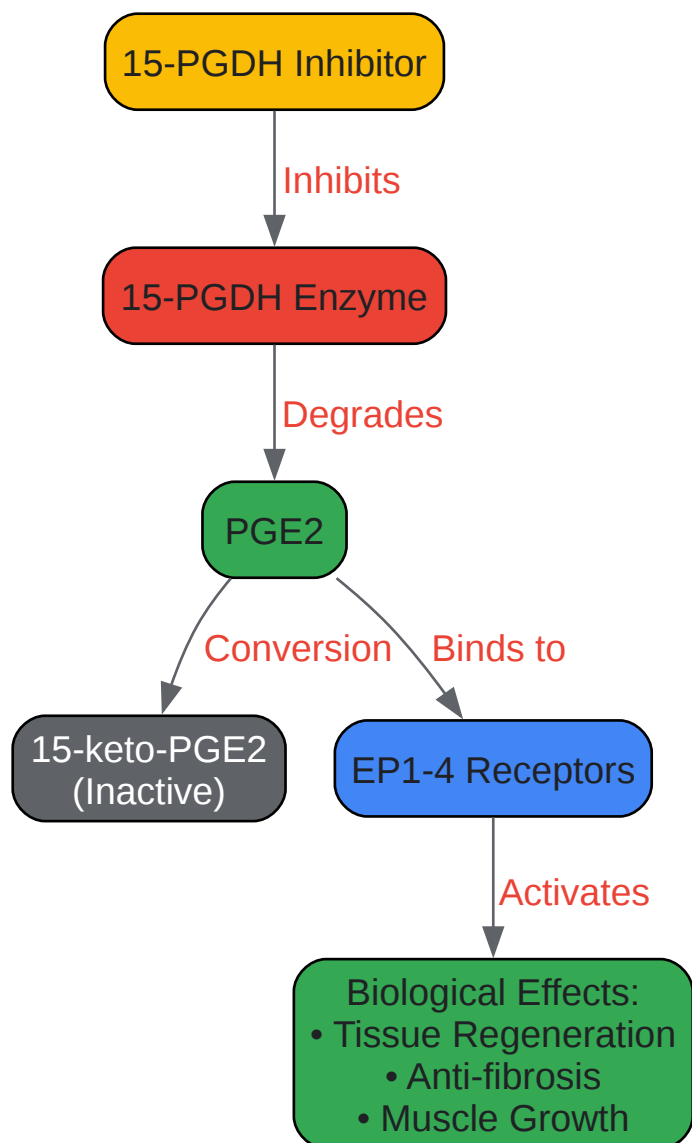 15-PGDH Inhibitor
Inhibits
15-PGDH Enzyme
Degrades
PGE2
Conversion
Binds to
15-keto-PGE2
(Inactive)
EP1-4 Receptors
Activates
Biological Effects:
• Tissue Regeneration
• Anti-fibrosis
• Muscle Growth